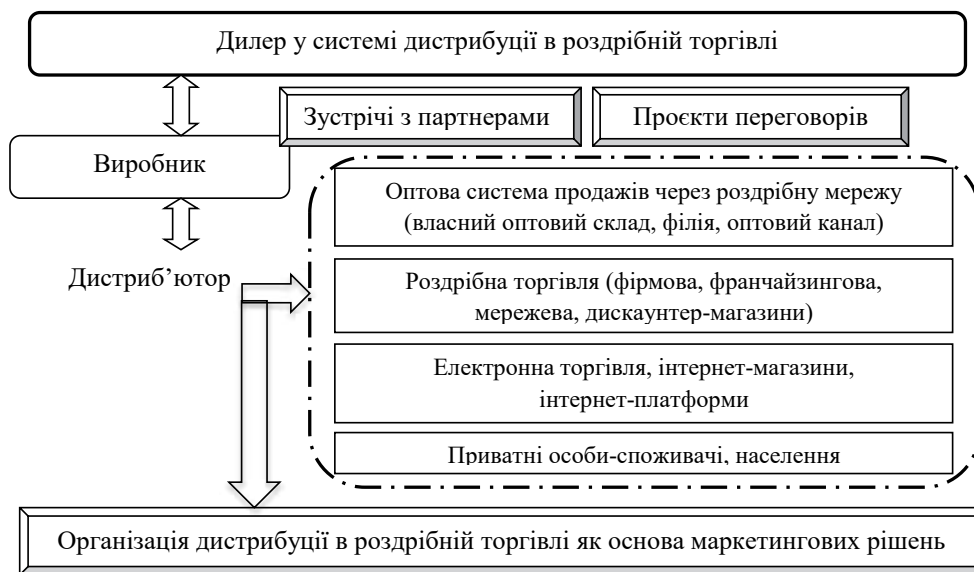 Дилер у системі дистрибуції в роздрібній торгівлі
Зустрічі з партнерами
Проєкти переговорів
Виробник
Оптова система продажів через роздрібну мережу
(власний оптовий склад, філія, оптовий канал)
Дистриб’ютор
Роздрібна торгівля (фірмова, франчайзингова,
мережева, дискаунтер-магазини)
Електронна торгівля, інтернет-магазини,
інтернет-платформи
Приватні особи-споживачі, населення
Організація дистрибуції в роздрібній торгівлі як основа маркетингових рішень